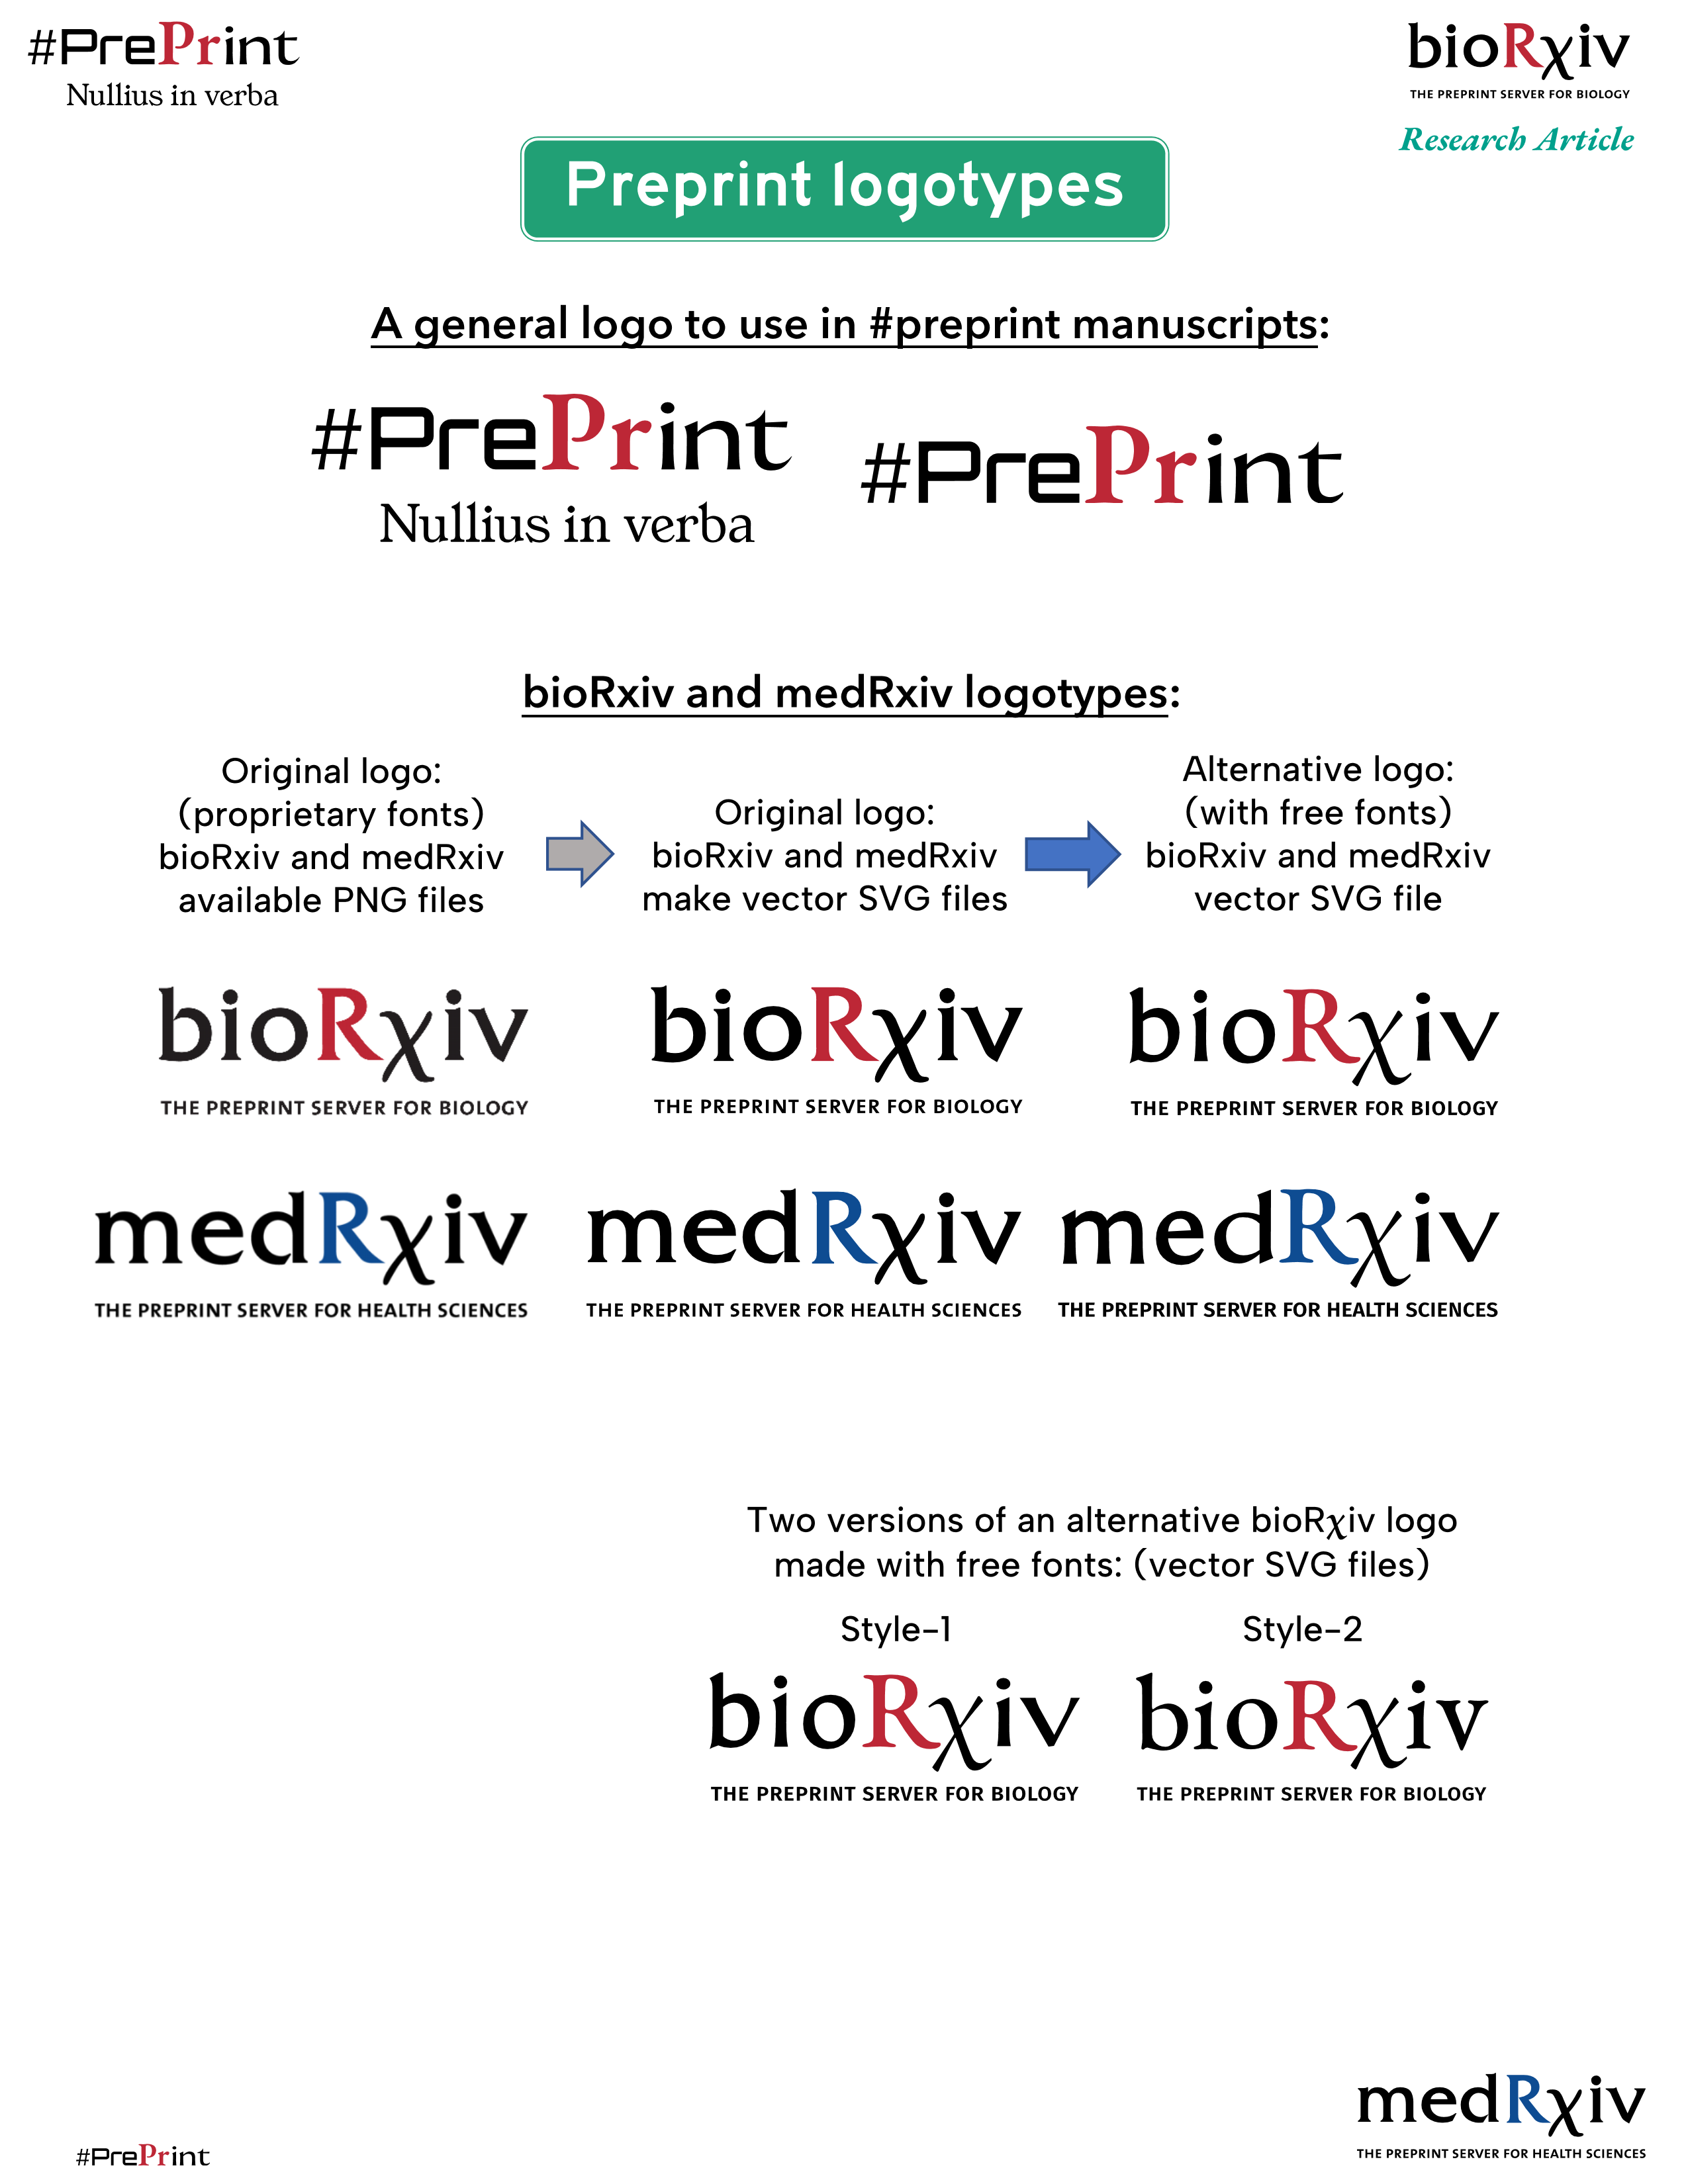 #PrePrint
Nullius in verba
bioRχiv
THE PREPRINT SERVER FOR BIOLOGY
Research Article
Preprint logotypes
A general logo to use in #preprint manuscripts:
#PrePrint
Nullius in verba
#PrePrint
bioRxiv and medRxiv logotypes:
Original logo:
(proprietary fonts)
bioRxiv and medRxiv
available PNG files
Original logo:
bioRxiv and medRxiv
make vector SVG files
Alternative logo:
(with free fonts)
bioRxiv and medRxiv
vector SVG file
bioRχiv
THE PREPRINT SERVER FOR BIOLOGY
bioRχiv
THE PREPRINT SERVER FOR BIOLOGY
bioRχiv
THE PREPRINT SERVER FOR BIOLOGY
medRχiv
THE PREPRINT SERVER FOR HEALTH SCIENCES
medRχiv
THE PREPRINT SERVER FOR HEALTH SCIENCES
medRχiv
THE PREPRINT SERVER FOR HEALTH SCIENCES
Two versions of an alternative bioRχiv logo
made with free fonts: (vector SVG files)
Style-1
bioRχiv
THE PREPRINT SERVER FOR BIOLOGY
Style-2
bioRχiv
THE PREPRINT SERVER FOR BIOLOGY
#PrePrint
medRχiv
THE PREPRINT SERVER FOR HEALTH SCIENCES